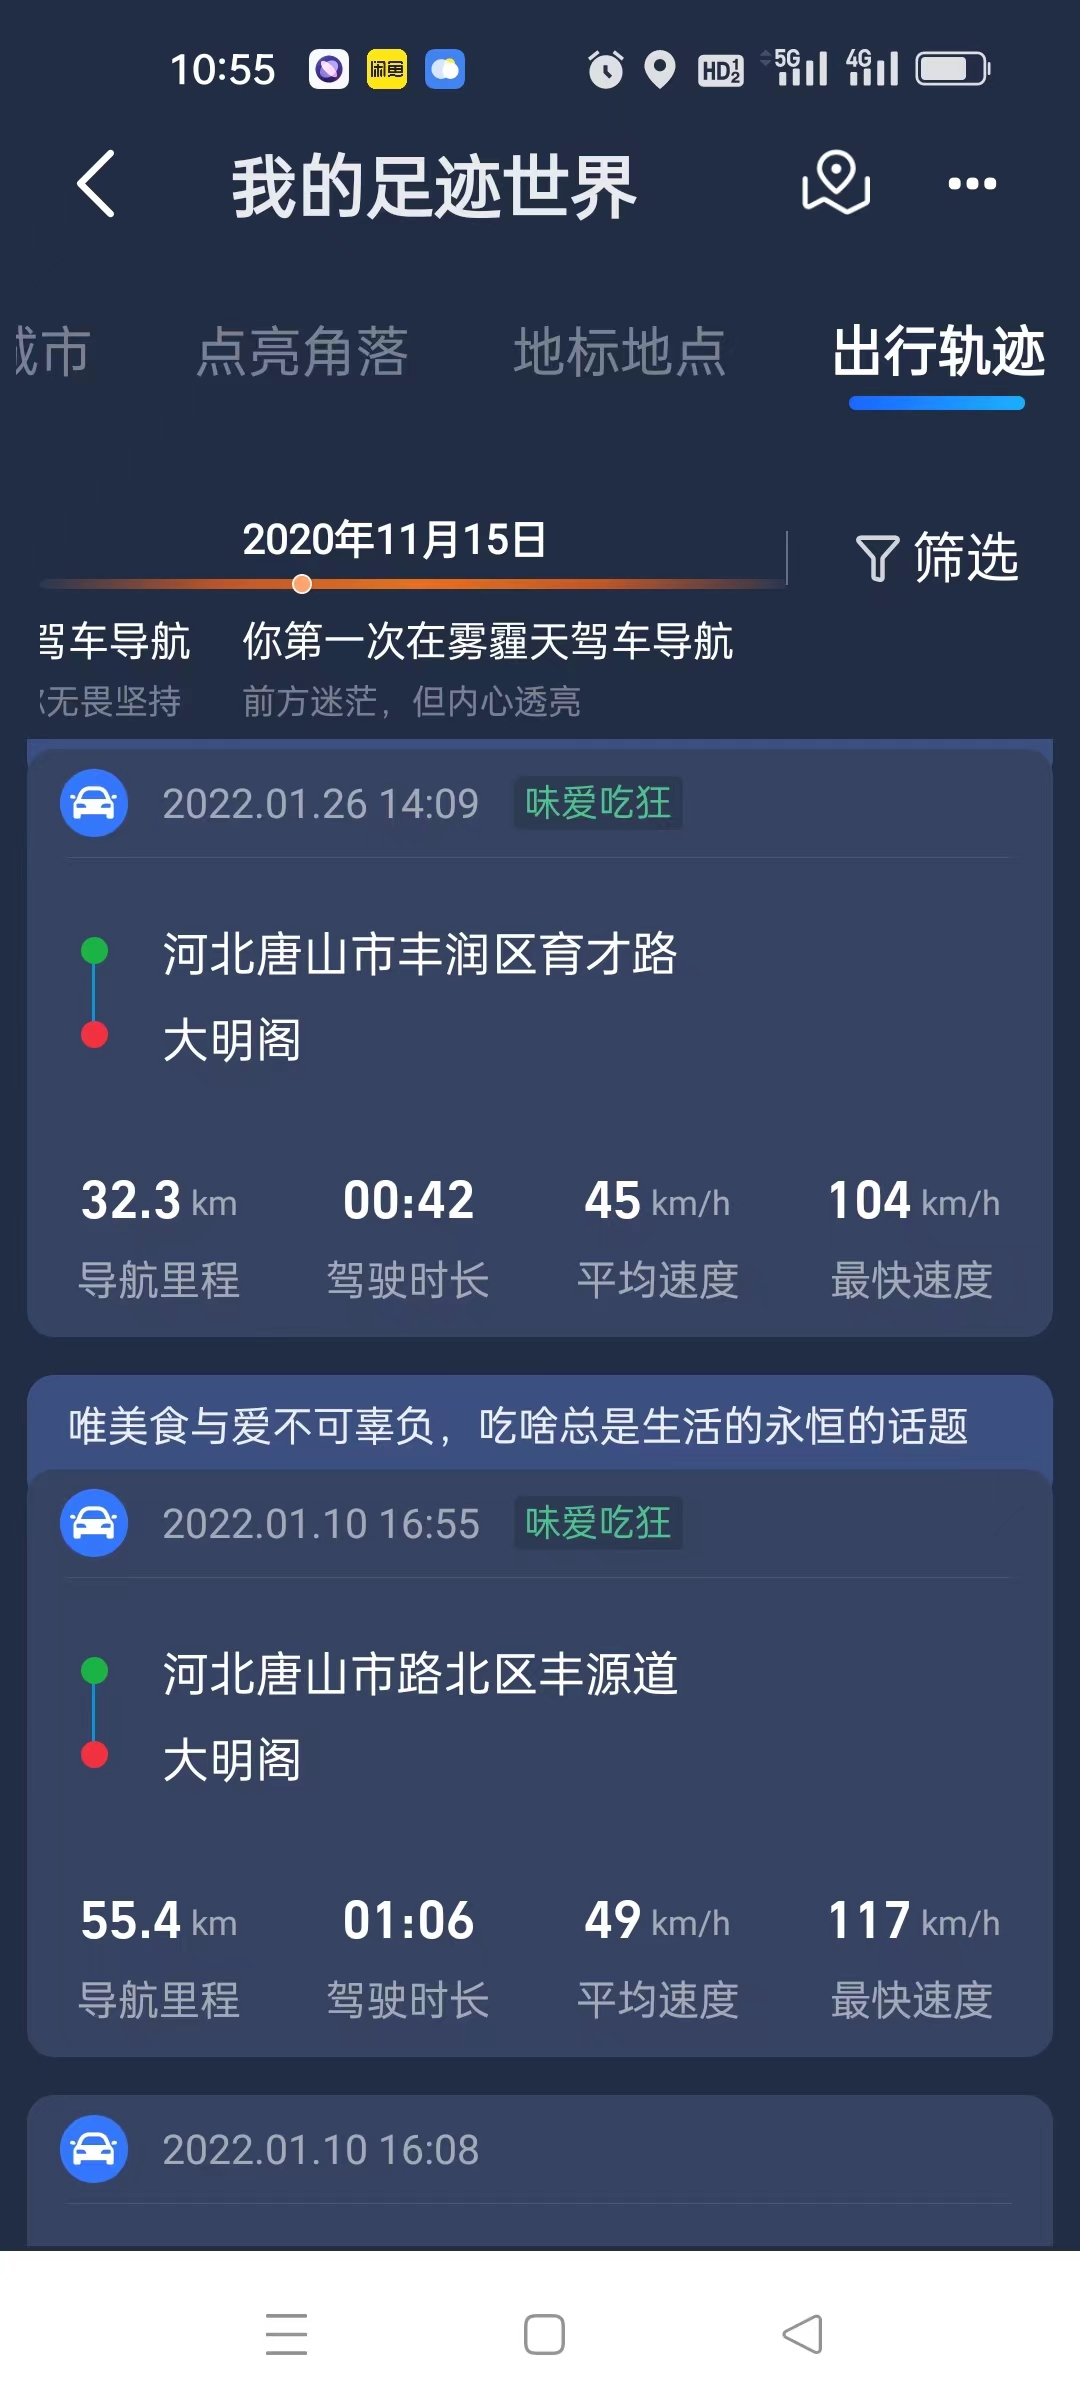 10:55 闲鱼 HD 1 2 5G 4G
我的足迹世界
城市 点亮角落 地标地点 出行轨迹
2020年11月15日 筛选
驾车导航 你第一次在雾霾天驾车导航
无畏坚持 前方迷茫，但内心透亮
2022.01.26 14:09 味爱吃狂
河北唐山市丰润区育才路
大明阁
32.3 km 00:42 45 km/h 104 km/h
导航里程 驾驶时长 平均速度 最快速度
唯美食与爱不可辜负，吃啥总是生活的永恒的话题
2022.01.10 16:55 味爱吃狂
河北唐山市路北区丰源道
大明阁
55.4 km 01:06 49 km/h 117 km/h
导航里程 驾驶时长 平均速度 最快速度
2022.01.10 16:08